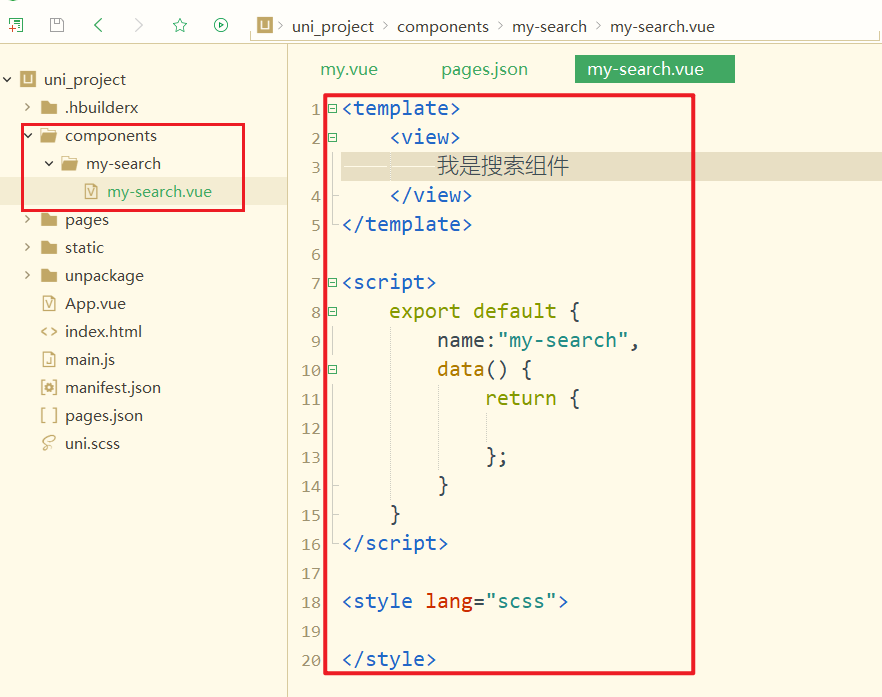 uni_project > components > my-search > my-search.vue
uni_project
.hbuilderx
components
my-search
my-search.vue
pages
static
unpackage
App.vue
index.html
main.js
manifest.json
pages.json
uni.scss
my.vue pages.json my-search.vue
1 <template>
2 <view>
3 我是搜索组件
4 </view>
5 </template>
6
7 <script>
8 export default {
9 name:"my-search",
10 data() {
11 return {
12
13 };
14 }
15 }
16 </script>
17
18 <style lang="scss">
19
20 </style>